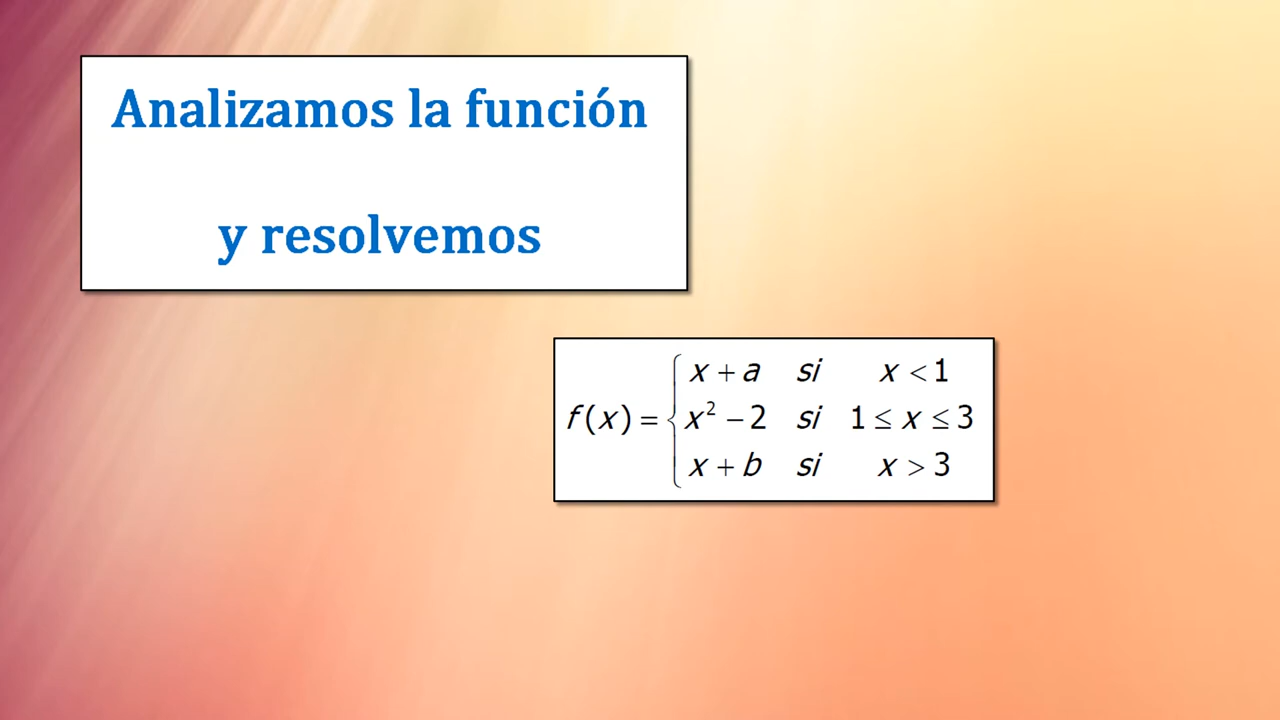 Analizamos la función
y resolvemos
x + a si x < 1
f(x) = { x² − 2 si 1 ≤ x ≤ 3
x + b si x > 3